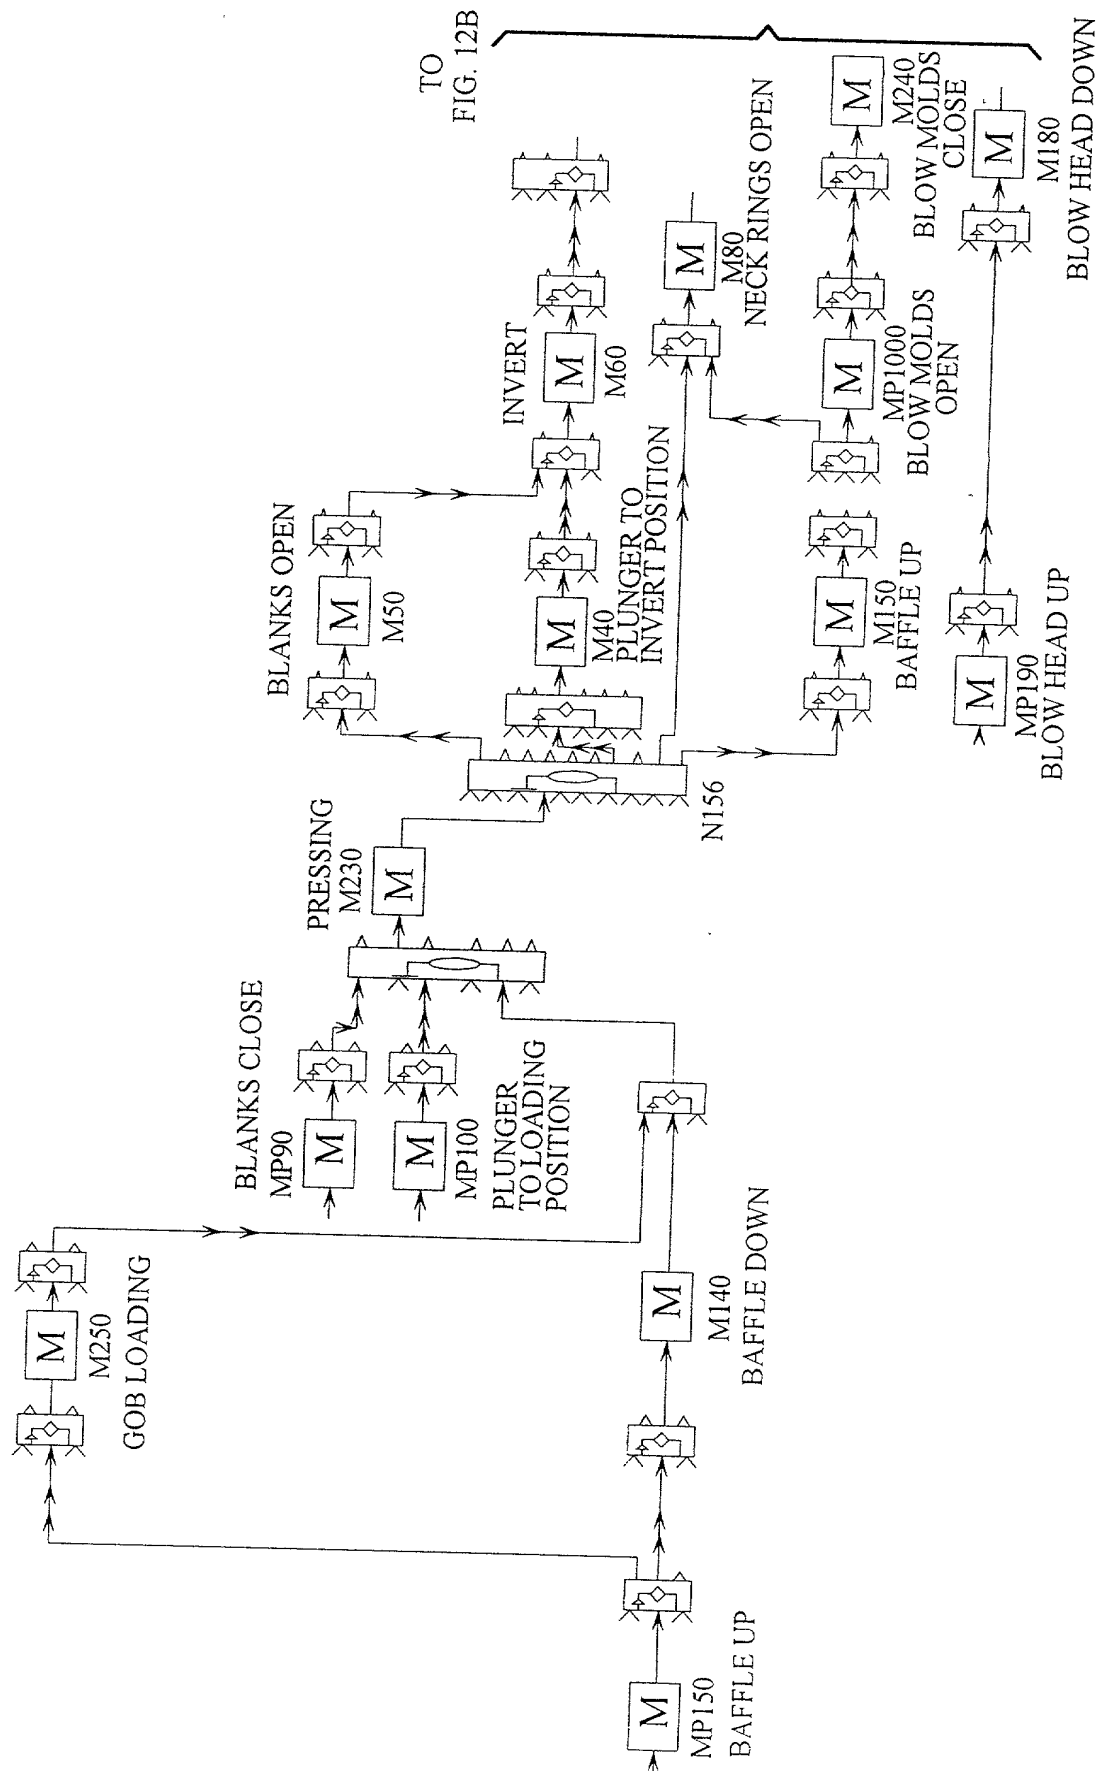 TO
FIG. 12B
BLANKS OPEN
M
M50
INVERT
M
M60
M
M40
PLUNGER TO
INVERT POSITION
M
M80
NECK RINGS OPEN
M
M240
BLOW MOLDS
CLOSE
M
MP1000
BLOW MOLDS
OPEN
M
M150
BAFFLE UP
M
M180
BLOW HEAD DOWN
M
MP190
BLOW HEAD UP
N156
PRESSING
M230
M
BLANKS CLOSE
MP90
M
M
MP100
PLUNGER
TO LOADING
POSITION
M
M250
GOB LOADING
M
M140
BAFFLE DOWN
M
MP150
BAFFLE UP